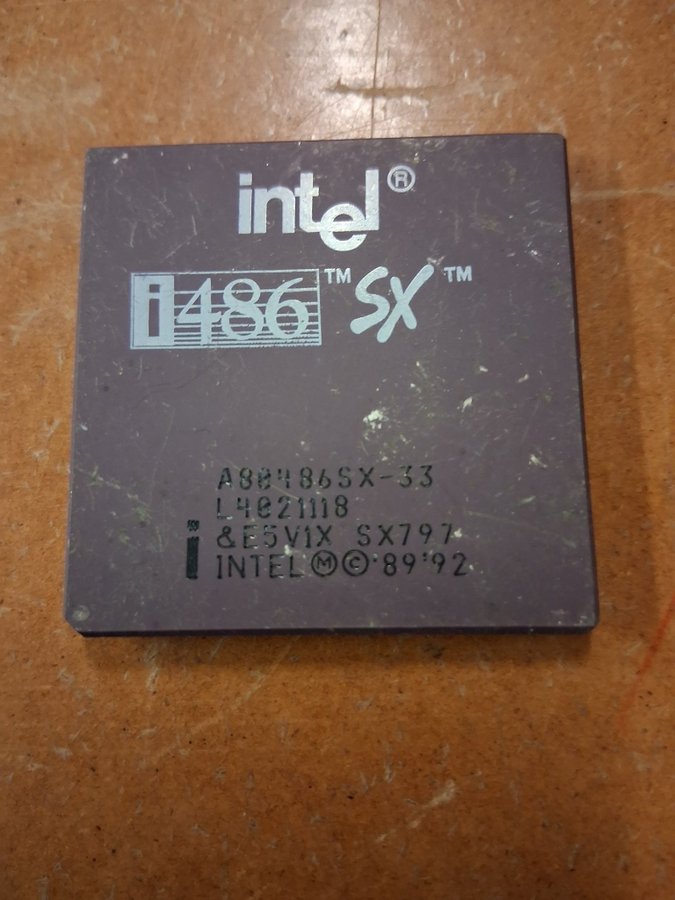 intel®
i486™ SX™
A80486SX-33
L4021118
&E5V1X SX797
i INTEL Ⓜ © '89'92